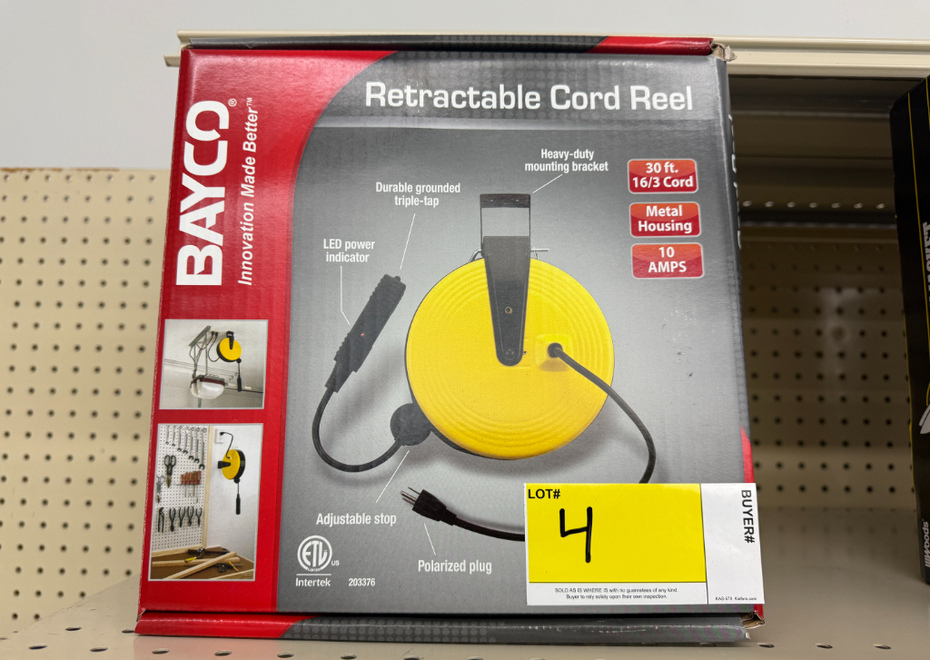 BAYCO®
Innovation Made Better™
Retractable Cord Reel
Heavy-duty
mounting bracket
30 ft.
16/3 Cord
Metal
Housing
10
AMPS
Durable grounded
triple-tap
LED power
indicator
Adjustable stop
Polarized plug
ETL
US
Intertek
203376
LOT#
4
BUYER#
SOLD AS IS WHERE IS with no guarantees of any kind.
Buyer to rely solely upon their own inspection.